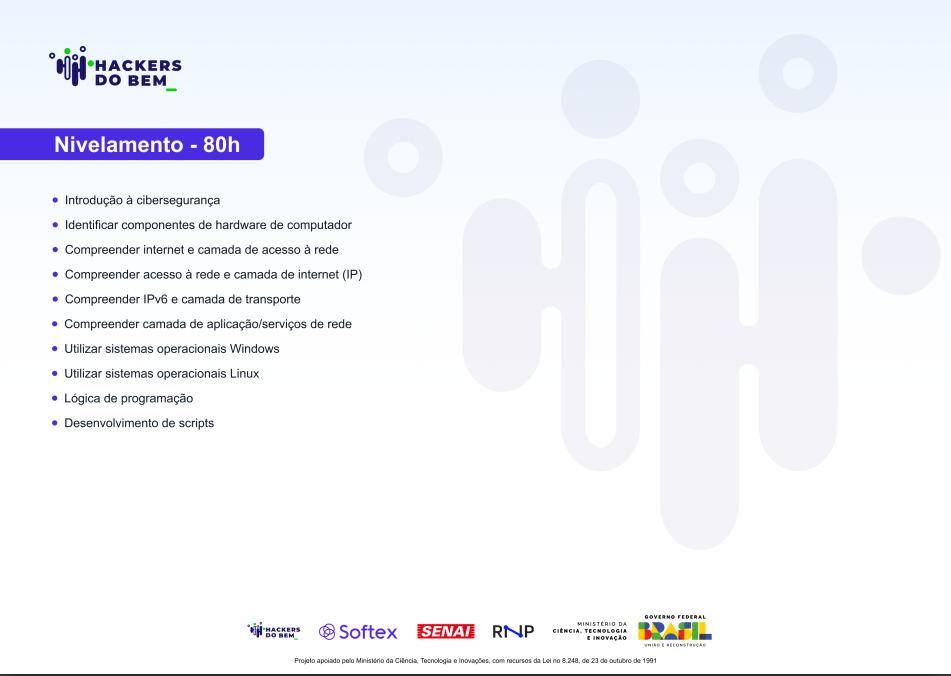 HACKERS
DO BEM_
Nivelamento - 80h
Introdução à cibersegurança
Identificar componentes de hardware de computador
Compreender internet e camada de acesso à rede
Compreender acesso à rede e camada de internet (IP)
Compreender IPv6 e camada de transporte
Compreender camada de aplicação/serviços de rede
Utilizar sistemas operacionais Windows
Utilizar sistemas operacionais Linux
Lógica de programação
Desenvolvimento de scripts
HACKERS
DO BEM_
Softex
SENAI
RNP
MINISTÉRIO DA
CIÊNCIA, TECNOLOGIA
E INOVAÇÃO
GOVERNO FEDERAL
BRASIL
UNIÃO E RECONSTRUÇÃO
Projeto apoiado pelo Ministério da Ciência, Tecnologia e Inovações, com recursos da Lei no 8.248, de 23 de outubro de 1991